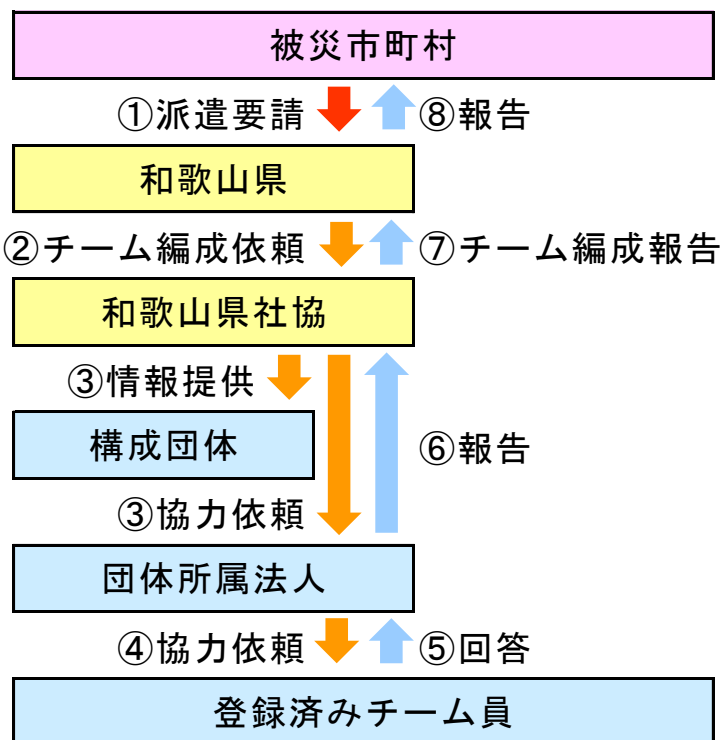 被災市町村
①派遣要請
⑧報告
和歌山県
②チーム編成依頼
⑦チーム編成報告
和歌山県社協
③情報提供
構成団体
⑥報告
③協力依頼
団体所属法人
④協力依頼
⑤回答
登録済みチーム員